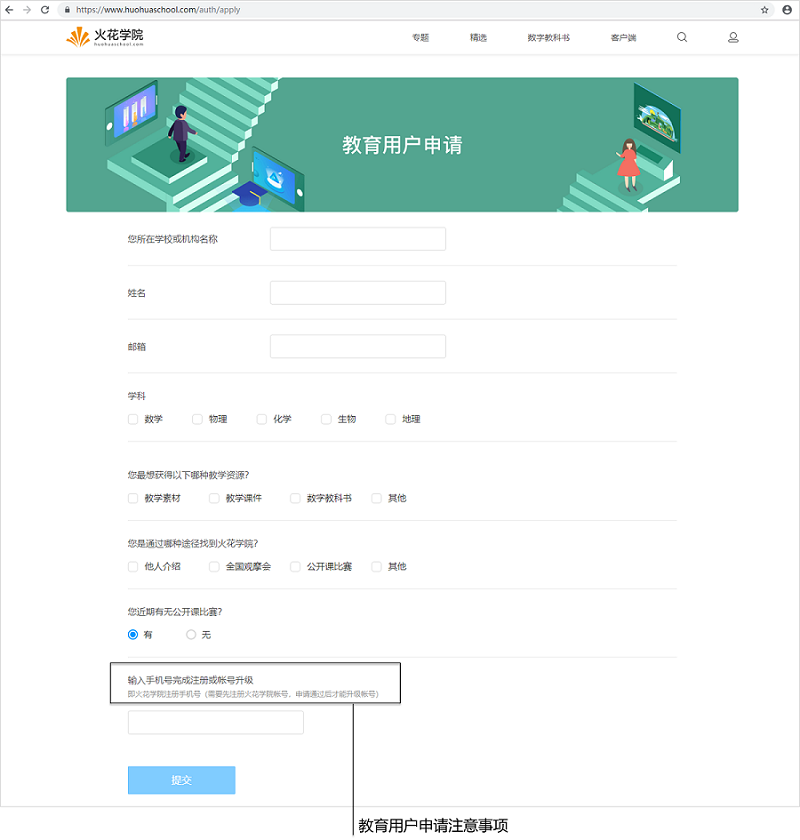 https://www.huohuaschool.com/auth/apply
火花学院
huohuaschool.com
专题 精选 数字教科书 客户端
教育用户申请
您所在学校或机构名称
姓名
邮箱
学科
数学 物理 化学 生物 地理
您最想获得以下哪种教学资源?
教学素材 教学课件 数字教科书 其他
您是通过哪种途径找到火花学院?
他人介绍 全国观摩会 公开课比赛 其他
您近期有无公开课比赛?
有 无
输入手机号完成注册或帐号升级
即火花学院注册手机号（需要先注册火花学院帐号，申请通过后才能升级帐号）
提交
教育用户申请注意事项